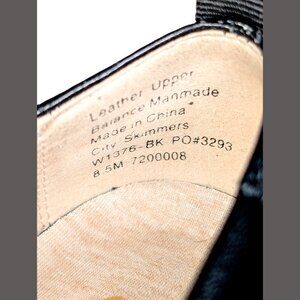 Leather Upper
Balance Manmade
Made in China
City Skimmers
W1376-BK PO#3293
8.5M 7200008